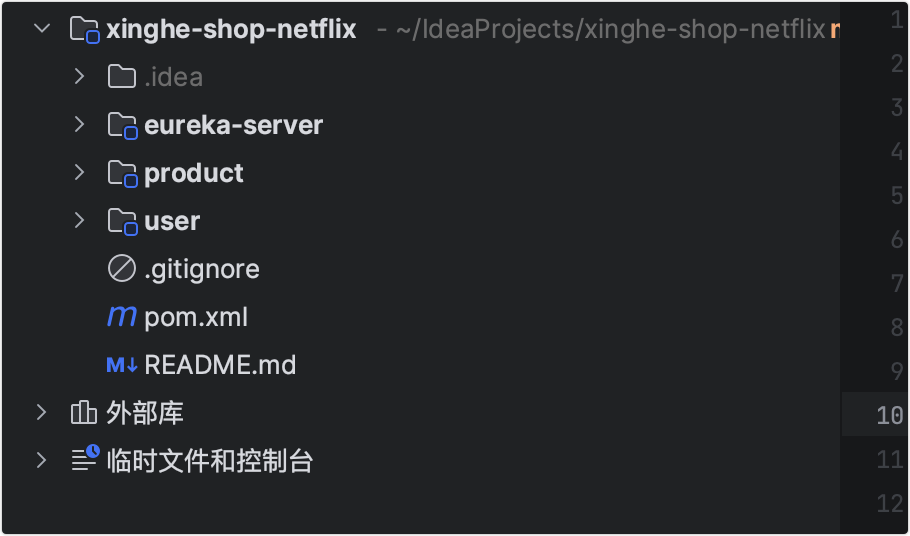 xinghe-shop-netflix - ~/IdeaProjects/xinghe-shop-netflix
.idea
eureka-server
product
user
.gitignore
pom.xml
README.md
外部库
临时文件和控制台
1
2
3
4
5
6
7
8
9
10
11
12